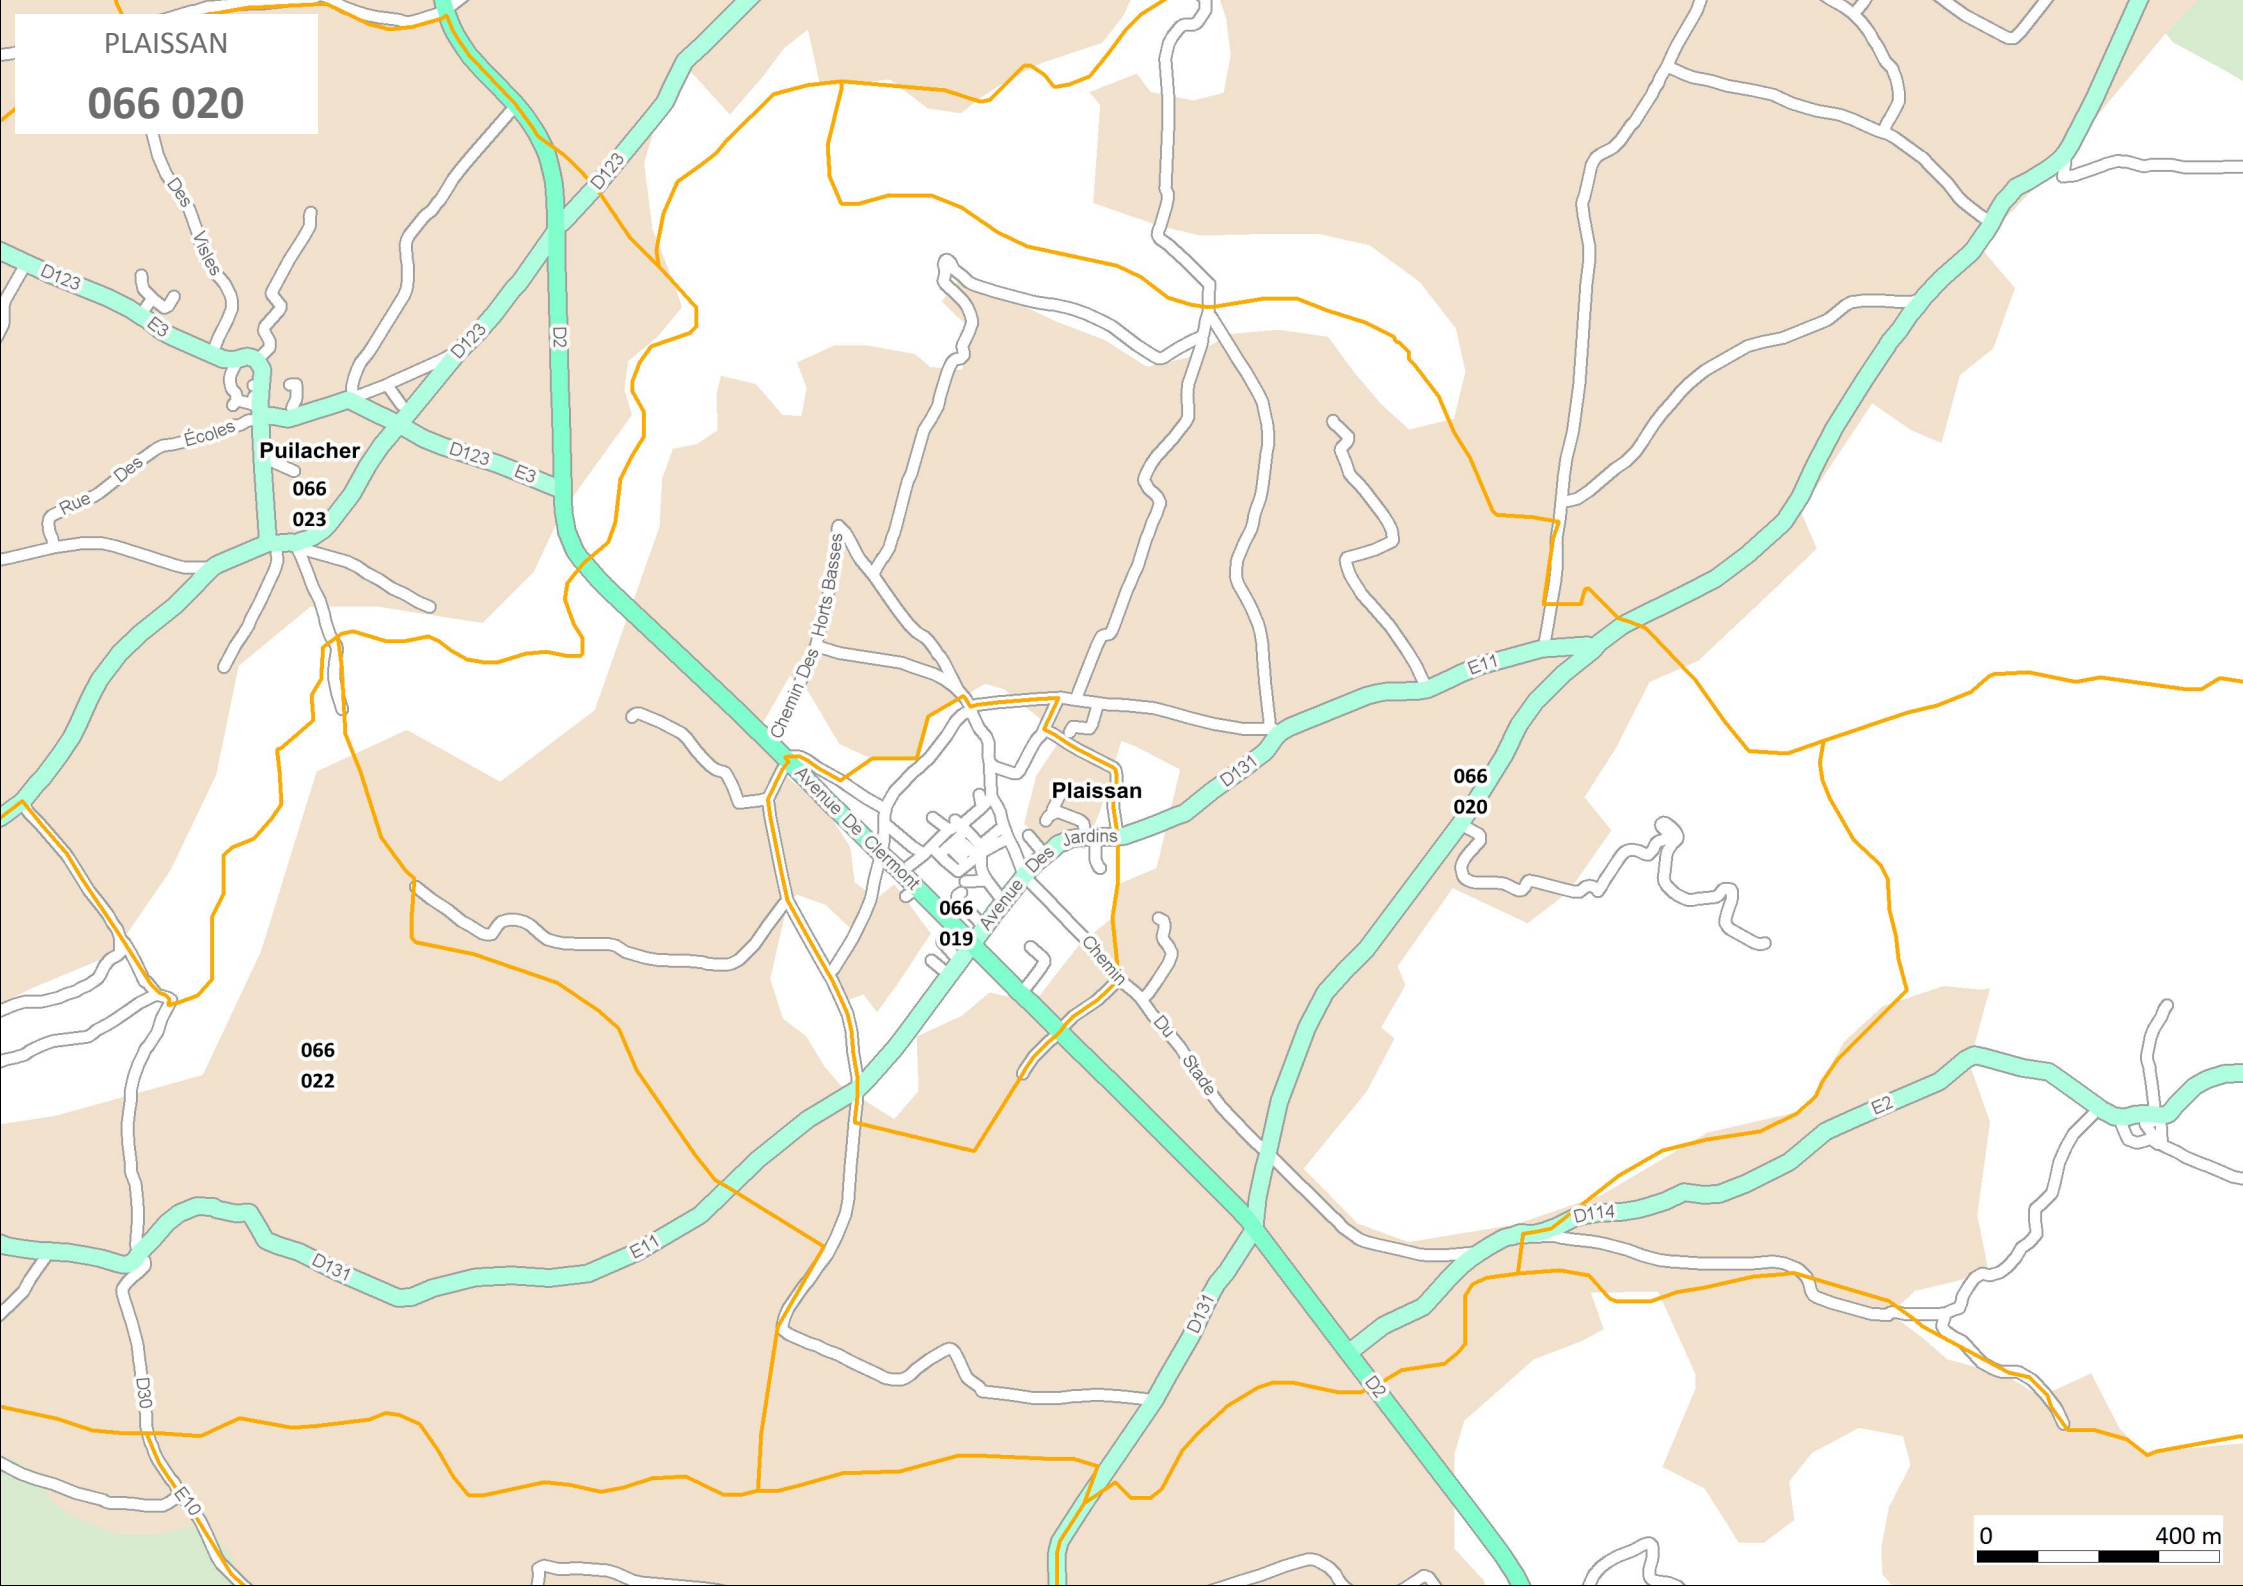 PLAISSAN
066 020
D123
Des
Visles
D123
E3
D2
D123
D123
E3
Écoles
Des
Rue
Puilacher
066
023
Chemin Des Horts Basses
E11
Avenue De Clermont
Plaissan
D131
066
020
Avenue Des Jardins
066
019
Chemin Du Stade
066
022
E2
D114
D131
E11
D131
D30
D2
E10
0 400 m